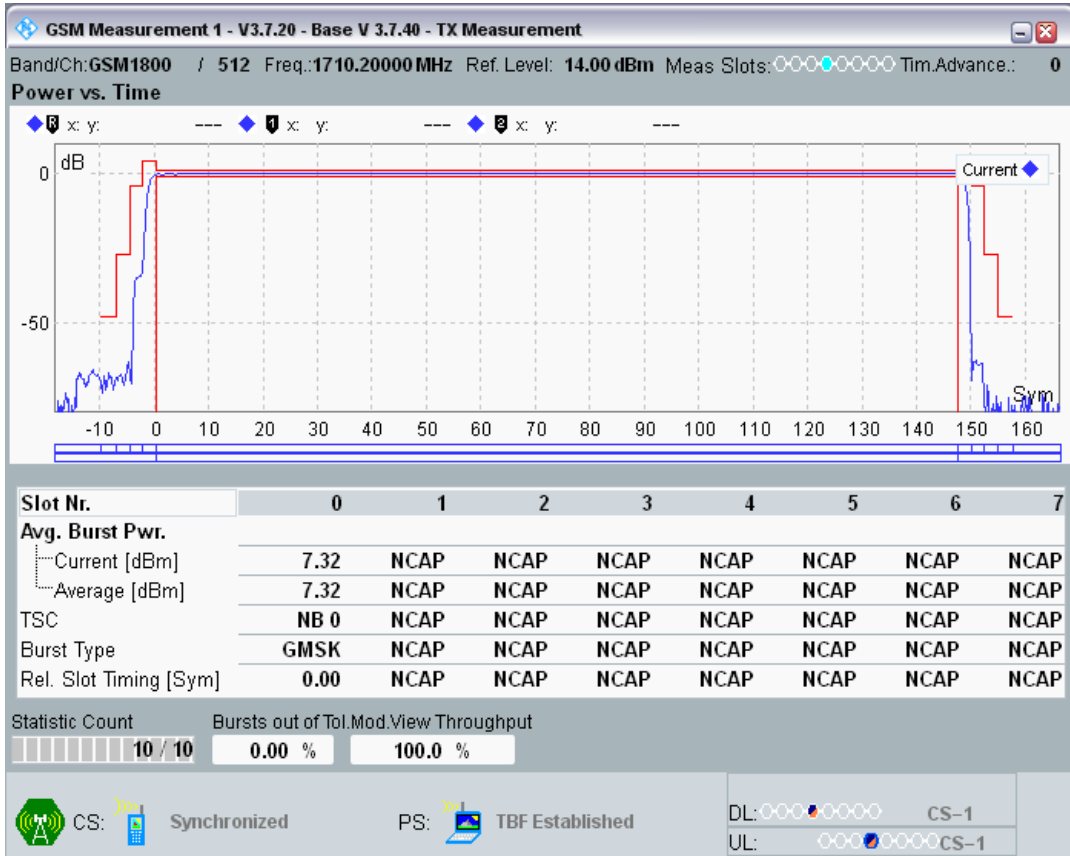 GSM Measurement 1 - V3.7.20 - Base V 3.7.40 - TX Measurement
Band/Ch:GSM1800 / 512 Freq.:1710.20000 MHz Ref. Level: 14.00 dBm Meas Slots: Tim.Advance.: 0
Power vs. Time
R x: y: --- 1 x: y: --- 2 x: y: ---
dB
Current
0
-50
Sym
-10 0 10 20 30 40 50 60 70 80 90 100 110 120 130 140 150 160
Slot Nr. 0 1 2 3 4 5 6 7
Avg. Burst Pwr.
Current [dBm] 7.32 NCAP NCAP NCAP NCAP NCAP NCAP NCAP
Average [dBm] 7.32 NCAP NCAP NCAP NCAP NCAP NCAP NCAP
TSC NB 0 NCAP NCAP NCAP NCAP NCAP NCAP NCAP
Burst Type GMSK NCAP NCAP NCAP NCAP NCAP NCAP NCAP
Rel. Slot Timing [Sym] 0.00 NCAP NCAP NCAP NCAP NCAP NCAP NCAP
Statistic Count Bursts out of Tol.Mod.View Throughput
10 / 10 0.00 % 100.0 %
CS: Synchronized PS: TBF Established
DL: CS-1
UL: CS-1